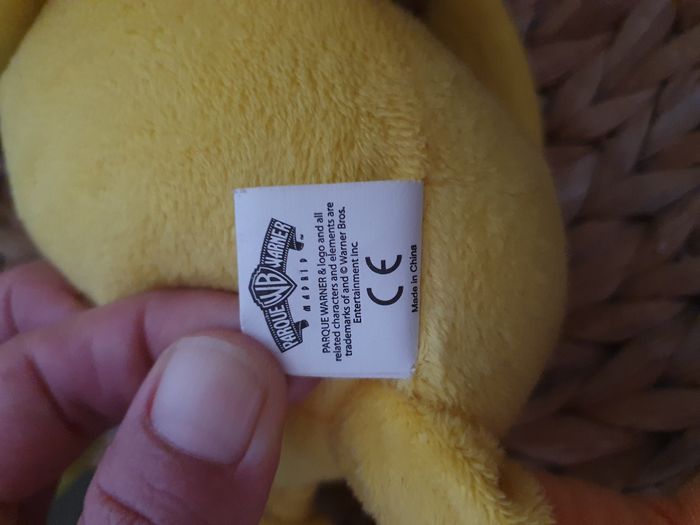 PARQUE WB WARNER
MADRID
PARQUE WARNER & logo and all
related characters and elements are
trademarks of and © Warner Bros.
Entertainment Inc
CE
Made in China